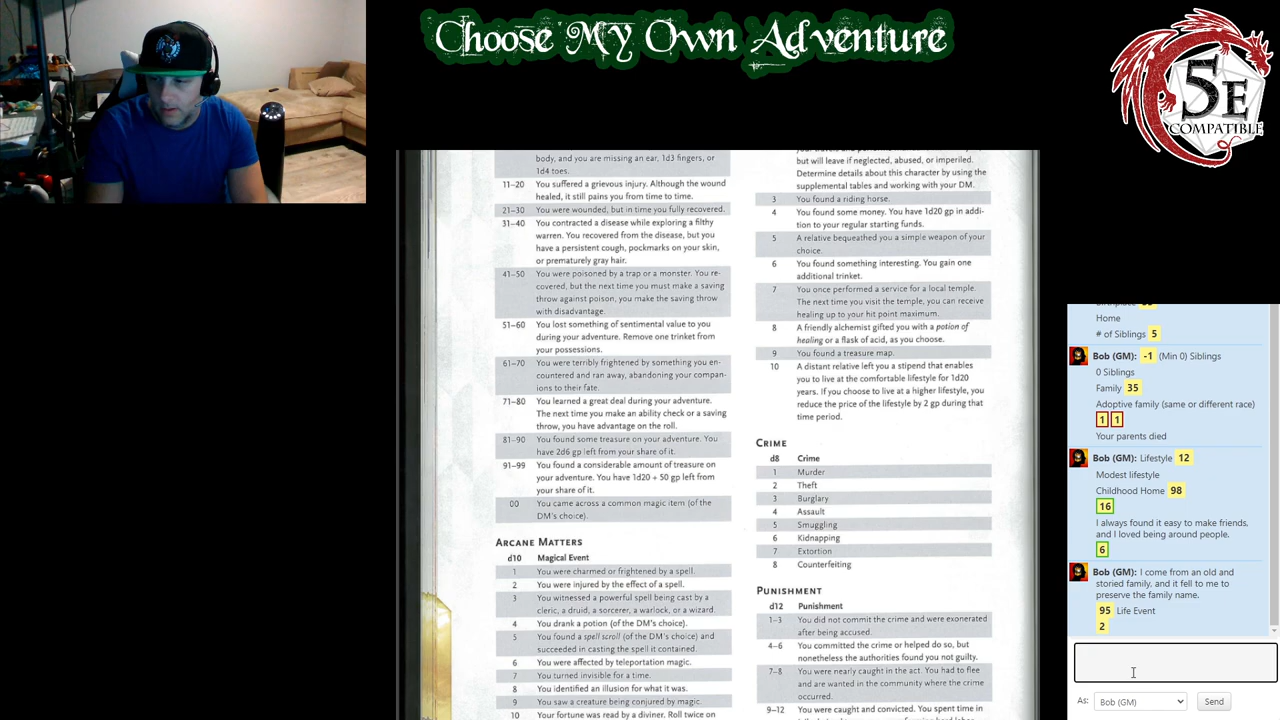 Choose My Own Adventure
5E
COMPATIBLE
body, and you are missing an ear, 1d3 fingers, or
1d4 toes.
11–20 You suffered a grievous injury. Although the wound
healed, it still pains you from time to time.
21–30 You were wounded, but in time you fully recovered.
31–40 You contracted a disease while exploring a filthy
warren. You recovered from the disease, but you
have a persistent cough, pockmarks on your skin,
or prematurely gray hair.
41–50 You were poisoned by a trap or a monster. You re-
covered, but the next time you must make a saving
throw against poison, you make the saving throw
with disadvantage.
51–60 You lost something of sentimental value to you
during your adventure. Remove one trinket from
your possessions.
61–70 You were terribly frightened by something you en-
countered and ran away, abandoning your compan-
ions to their fate.
71–80 You learned a great deal during your adventure.
The next time you make an ability check or a saving
throw, you have advantage on the roll.
81–90 You found some treasure on your adventure. You
have 2d6 gp left from your share of it.
91–99 You found a considerable amount of treasure on
your adventure. You have 1d20 + 50 gp left from
your share of it.
00 You came across a common magic item (of the
DM's choice).
ARCANE MATTERS
d10 Magical Event
1 You were charmed or frightened by a spell.
2 You were injured by the effect of a spell.
3 You witnessed a powerful spell being cast by a
cleric, a druid, a sorcerer, a warlock, or a wizard.
4 You drank a potion (of the DM's choice).
5 You found a spell scroll (of the DM's choice) and
succeeded in casting the spell it contained.
6 You were affected by teleportation magic.
7 You turned invisible for a time.
8 You identified an illusion for what it was.
9 You saw a creature being conjured by magic.
10 Your fortune was read by a diviner. Roll twice on
but will leave if neglected, abused, or imperiled.
Determine details about this character by using the
supplemental tables and working with your DM.
3 You found a riding horse.
4 You found some money. You have 1d20 gp in addi-
tion to your regular starting funds.
5 A relative bequeathed you a simple weapon of your
choice.
6 You found something interesting. You gain one
additional trinket.
7 You once performed a service for a local temple.
The next time you visit the temple, you can receive
healing up to your hit point maximum.
8 A friendly alchemist gifted you with a potion of
healing or a flask of acid, as you choose.
9 You found a treasure map.
10 A distant relative left you a stipend that enables
you to live at the comfortable lifestyle for 1d20
years. If you choose to live at a higher lifestyle, you
reduce the price of the lifestyle by 2 gp during that
time period.
CRIME
d8 Crime
1 Murder
2 Theft
3 Burglary
4 Assault
5 Smuggling
6 Kidnapping
7 Extortion
8 Counterfeiting
PUNISHMENT
d12 Punishment
1–3 You did not commit the crime and were exonerated
after being accused.
4–6 You committed the crime or helped do so, but
nonetheless the authorities found you not guilty.
7–8 You were nearly caught in the act. You had to flee
and are wanted in the community where the crime
occurred.
9–12 You were caught and convicted. You spent time in
Home
# of Siblings 5
Bob (GM): -1 (Min 0) Siblings
0 Siblings
Family 35
Adoptive family (same or different race)
1 1
Your parents died
Bob (GM): Lifestyle 12
Modest lifestyle
Childhood Home 98
16
I always found it easy to make friends,
and I loved being around people.
6
Bob (GM): I come from an old and
storied family, and it fell to me to
preserve the family name.
95 Life Event
2
As: Bob (GM) Send